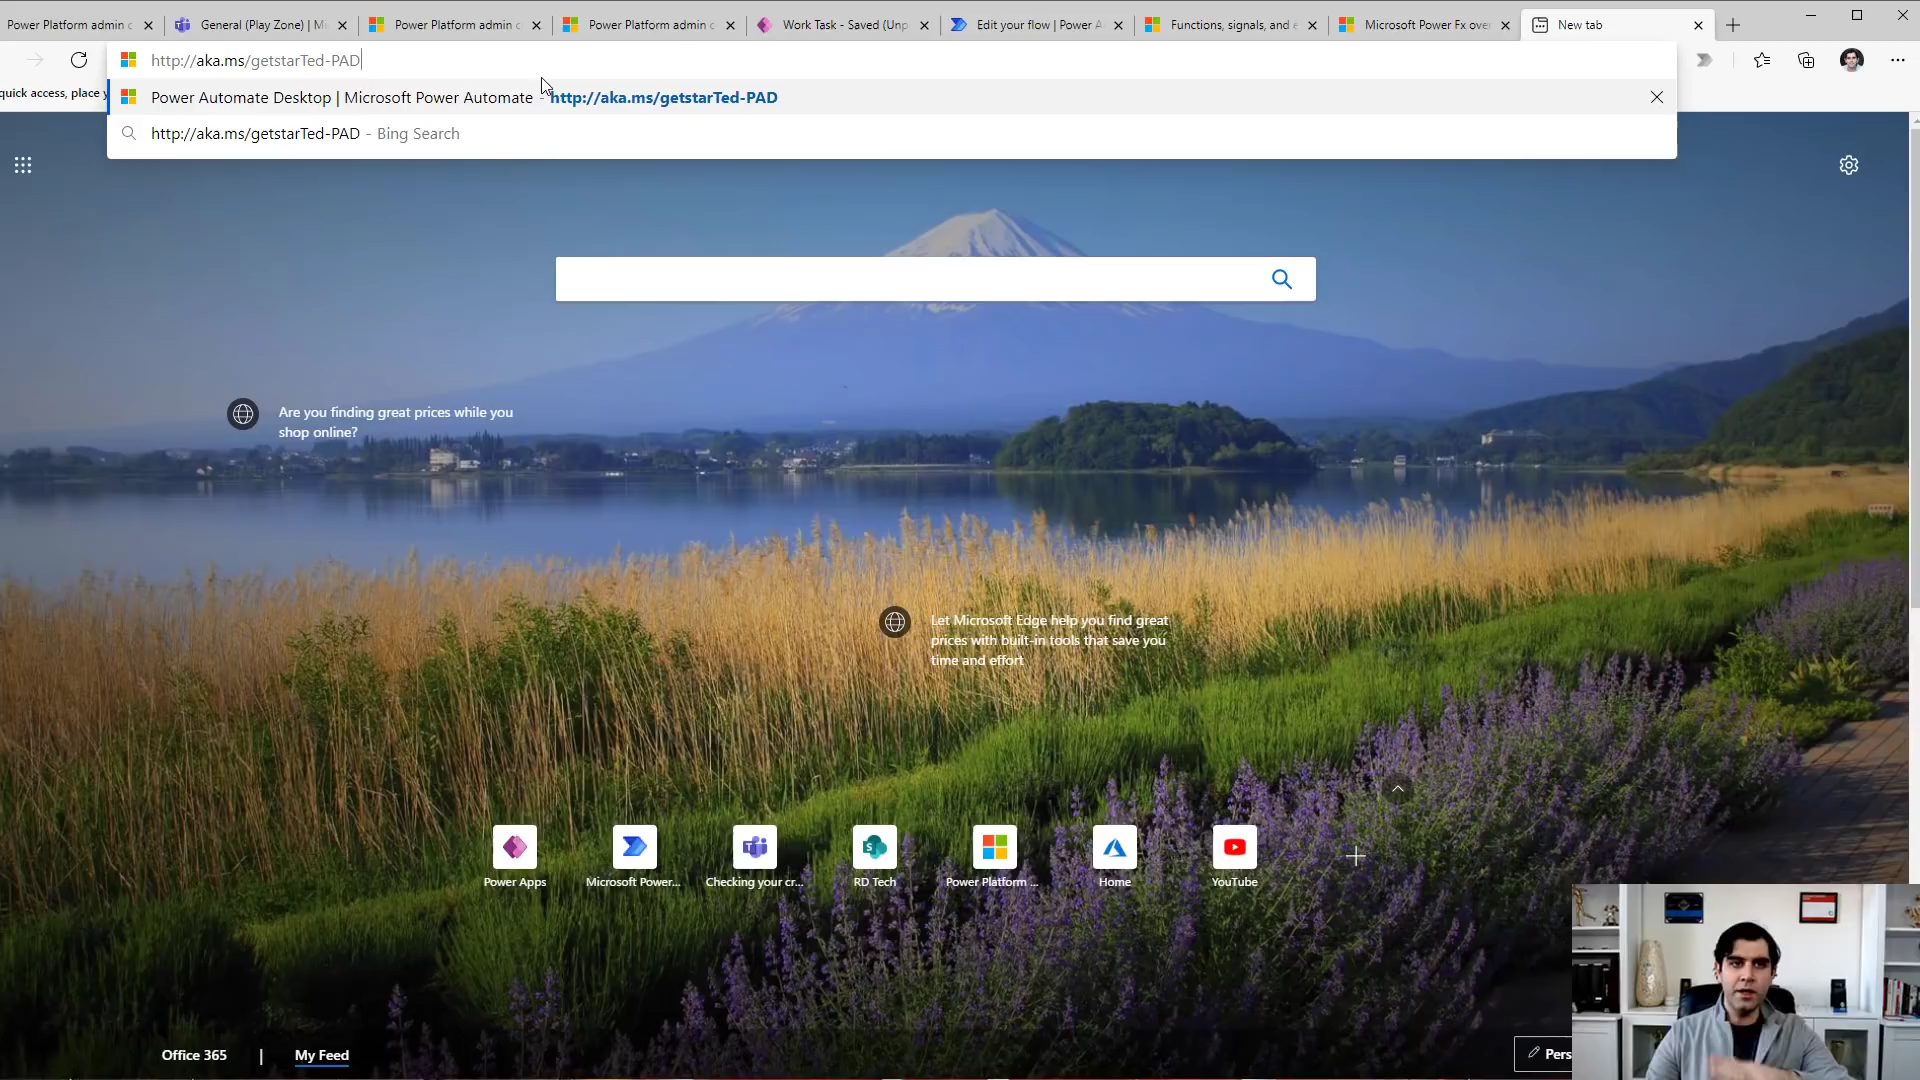 Power Platform admin c
General (Play Zone) | Mi
Power Platform admin c
Power Platform admin c
Work Task - Saved (Unp
Edit your flow | Power A
Functions, signals, and e
Microsoft Power Fx over
New tab
http://aka.ms/getstarTed-PAD
quick access, place y
Power Automate Desktop | Microsoft Power Automate - http://aka.ms/getstarTed-PAD
http://aka.ms/getstarTed-PAD - Bing Search
Are you finding great prices while you
shop online?
Let Microsoft Edge help you find great
prices with built-in tools that save you
time and effort
Power Apps
Microsoft Power...
Checking your cr...
RD Tech
Power Platform ...
Home
YouTube
Office 365 | My Feed
Pers